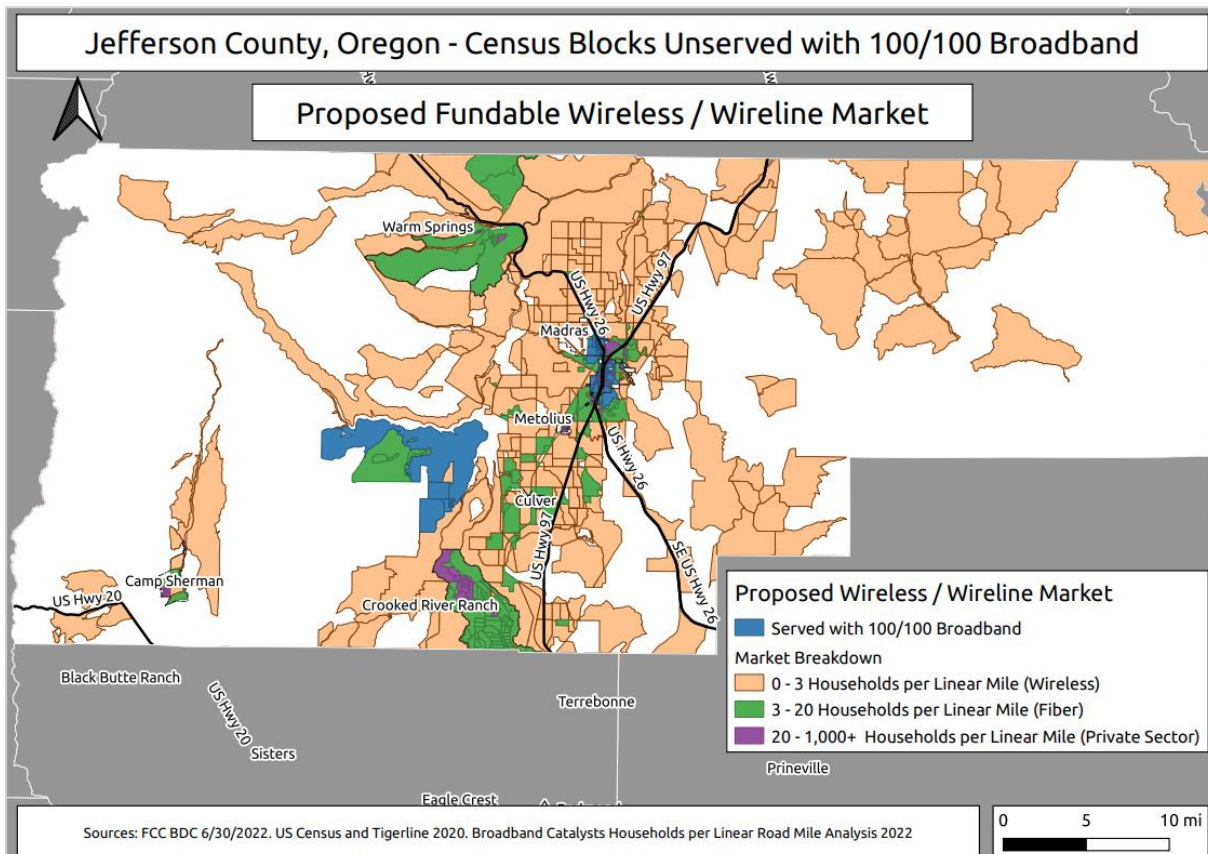 Jefferson County, Oregon - Census Blocks Unserved with 100/100 Broadband
Proposed Fundable Wireless / Wireline Market
Warm Springs
US Hwy 26
US Hwy 97
Madras
Metolius
US Hwy 26
Culver
US Hwy 97
SE US Hwy 26
Camp Sherman
US Hwy 20
Crooked River Ranch
Black Butte Ranch
US Hwy 20
Sisters
Terrebonne
Prineville
Eagle Crest
Proposed Wireless / Wireline Market
Served with 100/100 Broadband
Market Breakdown
0 - 3 Households per Linear Mile (Wireless)
3 - 20 Households per Linear Mile (Fiber)
20 - 1,000+ Households per Linear Mile (Private Sector)
Sources: FCC BDC 6/30/2022. US Census and Tigerline 2020. Broadband Catalysts Households per Linear Road Mile Analysis 2022
0 5 10 mi